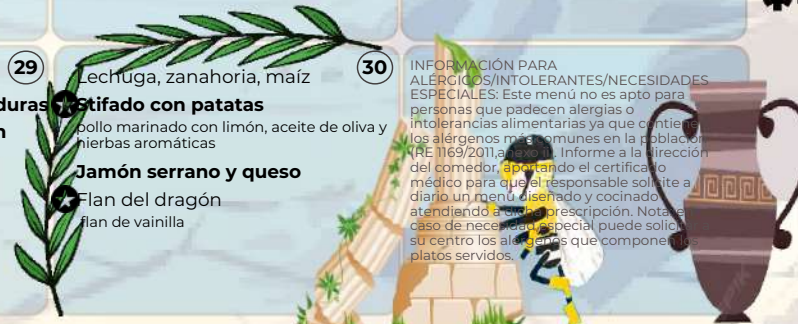 29
duras
n
Lechuga, zanahoria, maíz
Stifado con patatas
pollo marinado con limón, aceite de oliva y
hierbas aromáticas
Jamón serrano y queso
Flan del dragón
flan de vainilla
30
INFORMACIÓN PARA
ALÉRGICOS/INTOLERANTES/NECESIDADES
ESPECIALES: Este menú no es apto para
personas que padecen alergias o
intolerancias alimentarias ya que contiene
los alérgenos más comunes en la población
(RE 1169/2011,anexo II). Informe a la dirección
del comedor, aportando el certificado
médico para que el responsable solicite a
diario un menú diseñado y cocinado
atendiendo a dicha prescripción. Nota: e
caso de necesidad especial puede solici
su centro los alérgenos que componen l
platos servidos.